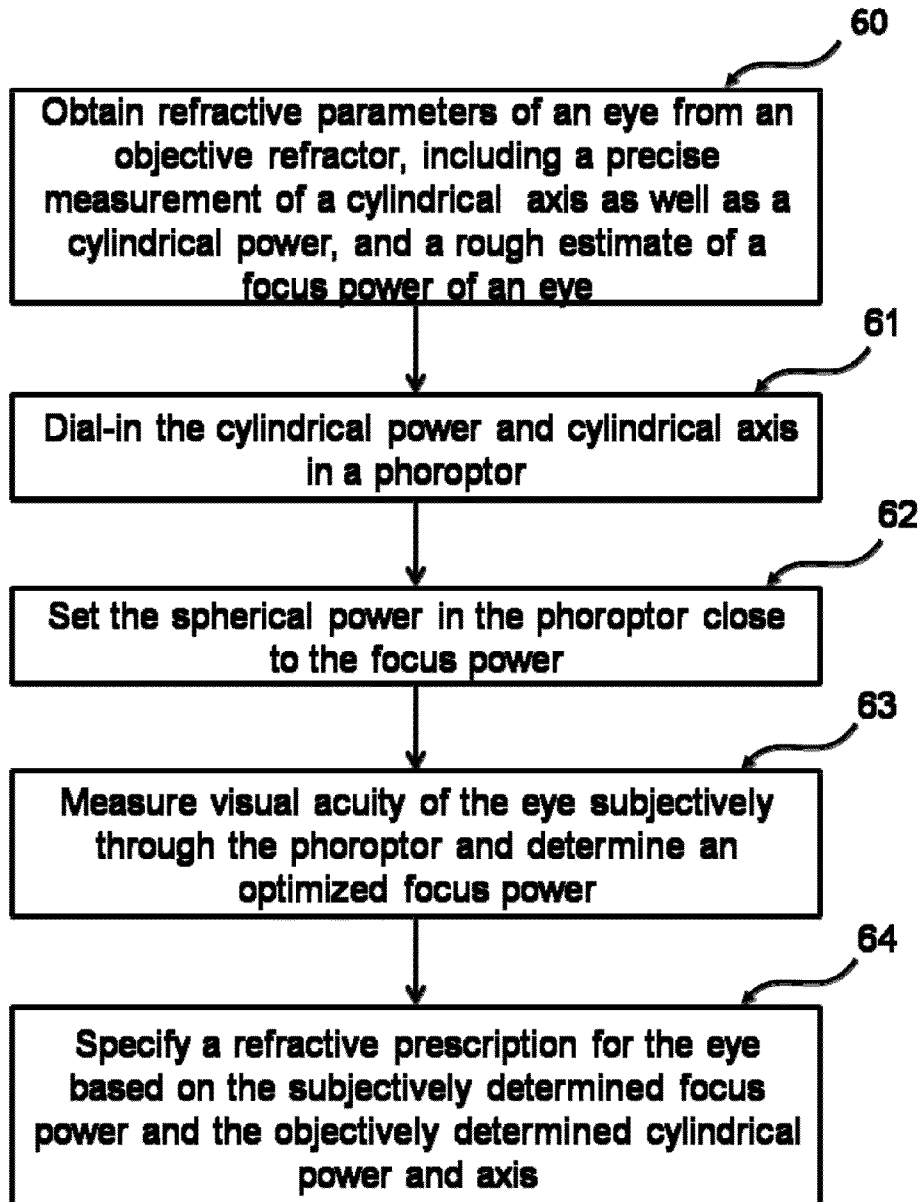 60
Obtain refractive parameters of an eye from an
objective refractor, including a precise
measurement of a cylindrical axis as well as a
cylindrical power, and a rough estimate of a
focus power of an eye
61
Dial-in the cylindrical power and cylindrical axis
in a phoroptor
62
Set the spherical power in the phoroptor close
to the focus power
63
Measure visual acuity of the eye subjectively
through the phoroptor and determine an
optimized focus power
64
Specify a refractive prescription for the eye
based on the subjectively determined focus
power and the objectively determined cylindrical
power and axis